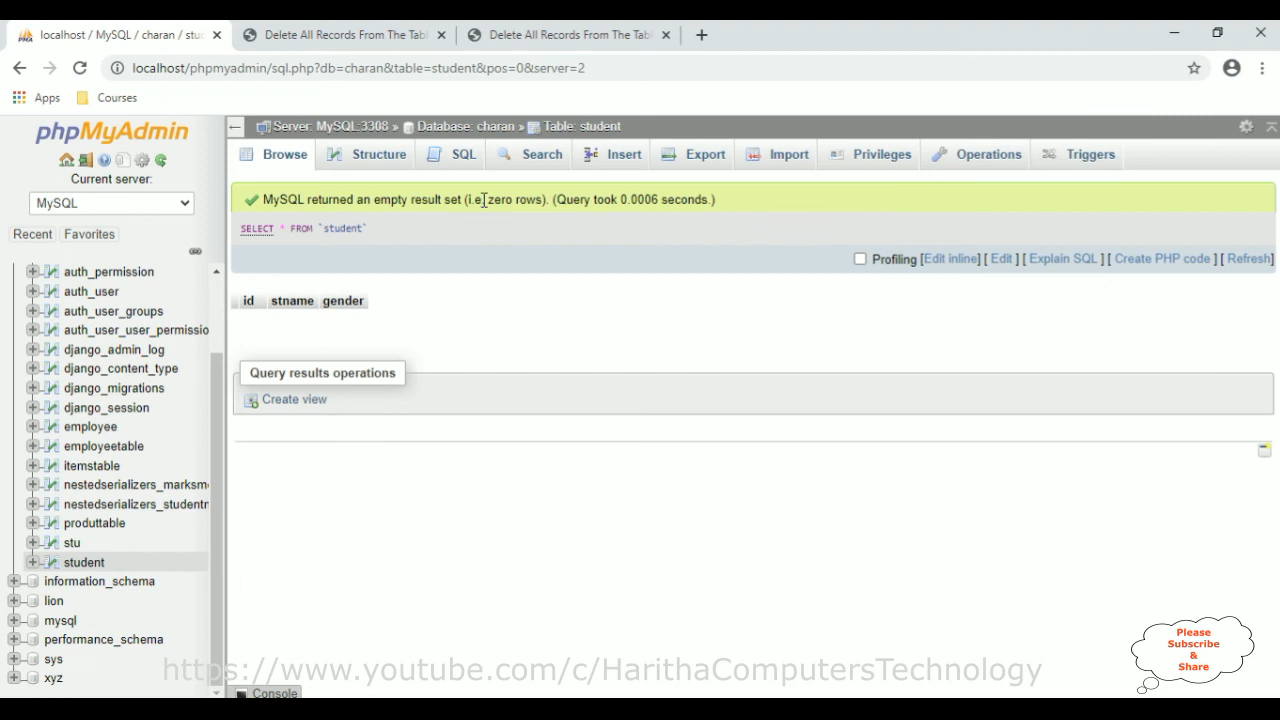 localhost / MySQL / charan / stu
Delete All Records From The Tabl
Delete All Records From The Tabl
localhost/phpmyadmin/sql.php?db=charan&table=student&pos=0&server=2
Apps
Courses
phpMyAdmin
Current server:
MySQL
Recent
Favorites
auth_permission
auth_user
auth_user_groups
auth_user_user_permissio
django_admin_log
django_content_type
django_migrations
django_session
employee
employeetable
itemstable
nestedserializers_marksm
nestedserializers_studentr
produttable
stu
student
information_schema
lion
mysql
performance_schema
sys
xyz
Server: MySQL:3308 » Database: charan » Table: student
Browse
Structure
SQL
Search
Insert
Export
Import
Privileges
Operations
Triggers
MySQL returned an empty result set (i.e. zero rows). (Query took 0.0006 seconds.)
SELECT * FROM `student`
Profiling [Edit inline] [ Edit ] [ Explain SQL ] [ Create PHP code ] [ Refresh]
id stname gender
Query results operations
Create view
Please
Subscribe
&
Share
https://www.youtube.com/c/HarithaComputersTechnology
Console